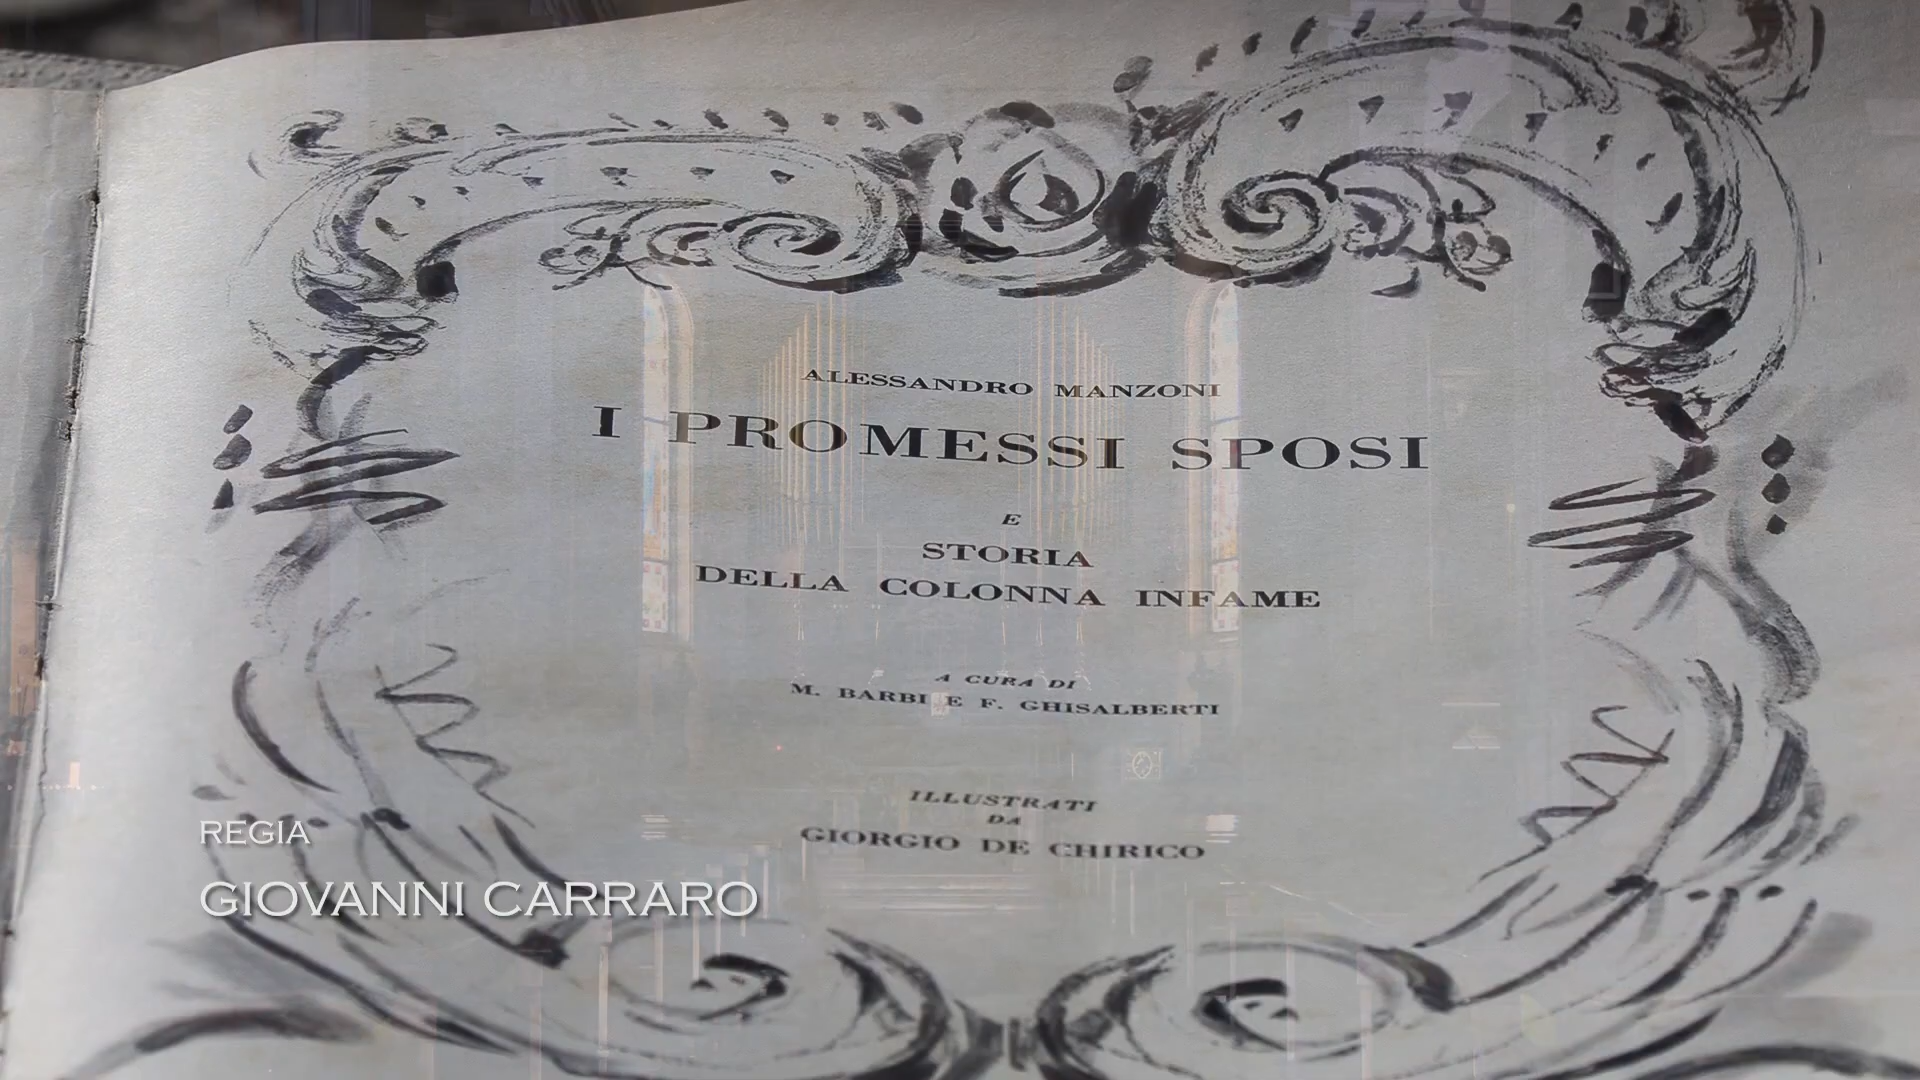 ALESSANDRO MANZONI
I PROMESSI SPOSI
E
STORIA
DELLA COLONNA INFAME
A CURA DI
M. BARBI E F. GHISALBERTI
ILLUSTRATI
DA
GIORGIO DE CHIRICO
REGIA
GIOVANNI CARRARO